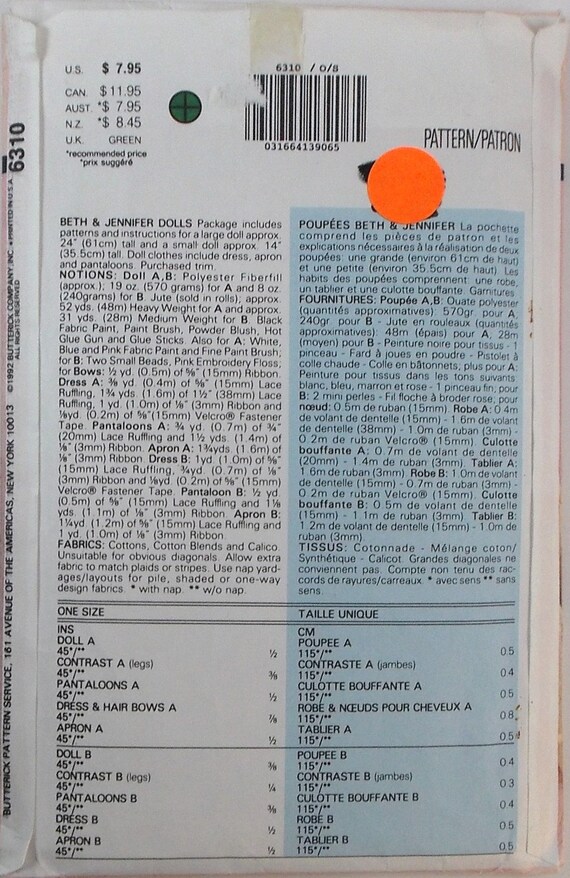 U.S. $ 7.95
CAN. $11.95
AUST. *$ 7.95
N.Z. *$ 8.45
U.K. GREEN
*recommended price
*prix suggéré
6310 / O/S
031664139065
PATTERN/PATRON
6310
©1992 BUTTERICK COMPANY INC. • PRINTED IN U.S.A.
ALL RIGHTS RESERVED
BUTTERICK PATTERN SERVICE, 161 AVENUE OF THE AMERICAS, NEW YORK 10013
BETH & JENNIFER DOLLS Package includes
patterns and instructions for a large doll approx.
24" (61cm) tall and a small doll approx. 14"
(35.5cm) tall. Doll clothes include dress, apron
and pantaloons. Purchased trim.
NOTIONS: Doll A,B: Polyester Fiberfill
(approx.); 19 oz. (570 grams) for A and 8 oz.
(240grams) for B. Jute (sold in rolls); approx.
52 yds. (48m) Heavy Weight for A and approx.
31 yds. (28m) Medium Weight for B. Black
Fabric Paint, Paint Brush, Powder Blush, Hot
Glue Gun and Glue Sticks. Also for A: White,
Blue and Pink Fabric Paint and Fine Paint Brush;
for B: Two Small Beads, Pink Embroidery Floss;
for Bows: ½ yd. (0.5m) of ⅝" (15mm) Ribbon.
Dress A: ⅜ yd. (0.4m) of ⅝" (15mm) Lace
Ruffling, 1¾ yds. (1.6m) of 1½" (38mm) Lace
Ruffling, 1 yd. (1.0m) of ⅛" (3mm) Ribbon and
⅛yd. (0.2m) of ⅝"(15mm) Velcro® Fastener
Tape. Pantaloons A: ¾ yd. (0.7m) of ¾"
(20mm) Lace Ruffling and 1½ yds. (1.4m) of
⅛" (3mm) Ribbon. Apron A: 1¾yds. (1.6m) of
⅛" (3mm) Ribbon. Dress B: 1yd. (1.0m) of ⅝"
(15mm) Lace Ruffling, ¾yd. (0.7m) of ⅛"
(3mm) Ribbon and ⅛yd. (0.2m) of ⅝" (15mm)
Velcro® Fastener Tape. Pantaloon B: ½ yd.
(0.5m) of ⅝" (15mm) Lace Ruffling and 1⅛
yds. (1.1m) of ⅛" (3mm) Ribbon. Apron B:
1¼yd. (1.2m) of ⅝" (15mm) Lace Ruffling and
1 yd. (1.0m) of ⅛" (3mm) Ribbon
FABRICS: Cottons, Cotton Blends and Calico.
Unsuitable for obvious diagonals. Allow extra
fabric to match plaids or stripes. Use nap yard-
ages/layouts for pile, shaded or one-way
design fabrics. * with nap. ** w/o nap.
POUPÉES BETH & JENNIFER La pochette
comprend les pièces de patron et les
explications nécessaires à la réalisation de deux
poupées: une grande (environ 61cm de haut)
et une petite (environ 35.5cm de haut). Les
habits des poupées comprennent: une robe,
un tablier et une culotte bouffante. Garnitures.
FOURNITURES: Poupée A,B: Ouate polyester
(quantités approximatives): 570gr pour A,
240gr pour B - Jute en rouleaux (quantités
approximatives): 48m (épais) pour A, 28m
(moyen) pour B - Peinture noire pour tissus -
pinceau - Fard à joues en poudre - Pistolet à
colle chaude - Colle en bâtonnets; plus pour A:
Peinture pour tissus dans les tons suivants:
blanc, bleu, marron et rose - 1 pinceau fin; pour
B: 2 mini perles - Fil floche à broder rose; pour
nœud: 0.5m de ruban (15mm). Robe A: 0.4m
de volant de dentelle (15mm) - 1.6m de volant
de dentelle (38mm) - 1.0m de ruban (3mm) -
0.2m de ruban Velcro® (15mm). Culotte
bouffante A: 0.7m de volant de dentelle
(20mm) - 1.4m de ruban (3mm). Tablier A:
1.6m de ruban (3mm). Robe B: 1.0m de volant
de dentelle (15mm) - 0.7m de ruban (3mm) -
0.2m de ruban Velcro® (15mm). Culotte
bouffante B: 0.5m de volant de dentelle
(15mm) - 1.1m de ruban (3mm). Tablier B:
1.2m de volant de dentelle (15mm) - 1.0m de
ruban (3mm).
TISSUS: Cotonnade - Mélange coton/
Synthétique - Calicot. Grandes diagonales ne
conviennent pas. Compte non tenu des rac-
cords de rayures/carreaux. * avec sens ** sans
sens.
ONE SIZE
INS
DOLL A
45*/** ½
CONTRAST A (legs)
45*/** ⅜
PANTALOONS A
45*/** ½
DRESS & HAIR BOWS A
45*/** ⅞
APRON A
45*/** ½
DOLL B
45*/** ⅜
CONTRAST B (legs)
45*/** ¼
PANTALOONS B
45*/** ⅜
DRESS B
45*/** ½
APRON B
45*/** ½
TAILLE UNIQUE
CM
POUPEE A
115*/** 0.5
CONTRASTE A (jambes)
115*/** 0.4
CULOTTE BOUFFANTE A
115*/** 0.5
ROBE & NŒUDS POUR CHEVEUX A
115*/** 0.8
TABLIER A
115*/** 0.5
POUPEE B
115*/** 0.4
CONTRASTE B (jambes)
115*/** 0.3
CULOTTE BOUFFANTE B
115*/** 0.4
ROBE B
115*/** 0.5
TABLIER B
115*/** 0.5